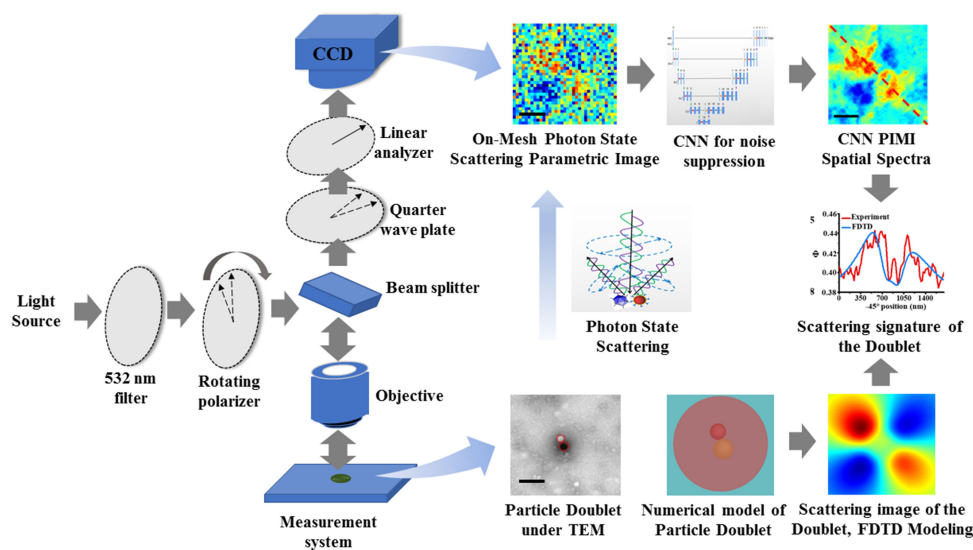 CCD
Linear
analyzer
Quarter
wave plate
Beam splitter
Light
Source
532 nm
filter
Rotating
polarizer
Objective
Measurement
system
On-Mesh Photon State
Scattering Parametric Image
CNN for noise
suppression
CNN PIMI
Spatial Spectra
Photon State
Scattering
5
Φ
8
0.46
0.44
0.42
0.40
0.38
Experiment
FDTD
0 350 700 1050 1400
-45° position (nm)
Scattering signature of
the Doublet
Particle Doublet
under TEM
Numerical model of
Particle Doublet
Scattering image of the
Doublet, FDTD Modeling